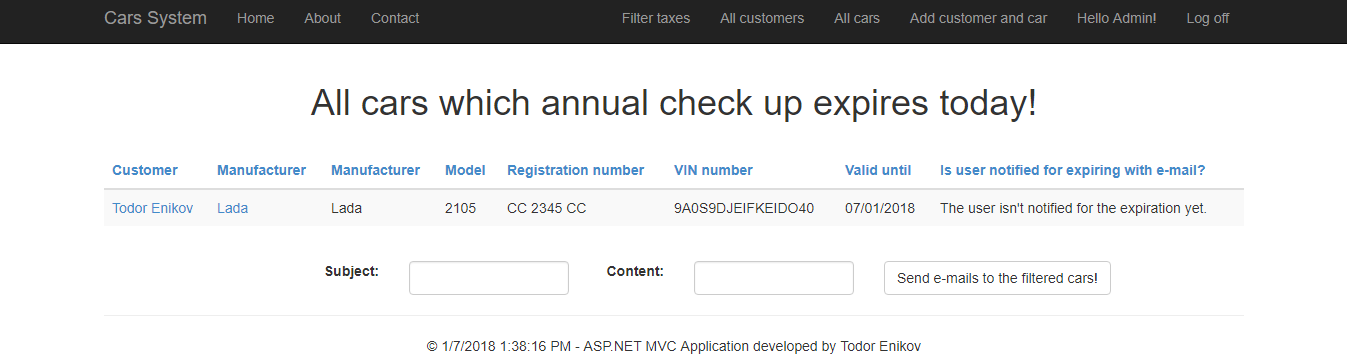 Cars System Home About Contact Filter taxes All customers All cars Add customer and car Hello Admin! Log off
All cars which annual check up expires today!
Customer Manufacturer Manufacturer Model Registration number VIN number Valid until Is user notified for expiring with e-mail?
Todor Enikov Lada Lada 2105 CC 2345 CC 9A0S9DJEIFKEIDO40 07/01/2018 The user isn't notified for the expiration yet.
Subject: Content: Send e-mails to the filtered cars!
© 1/7/2018 1:38:16 PM - ASP.NET MVC Application developed by Todor Enikov